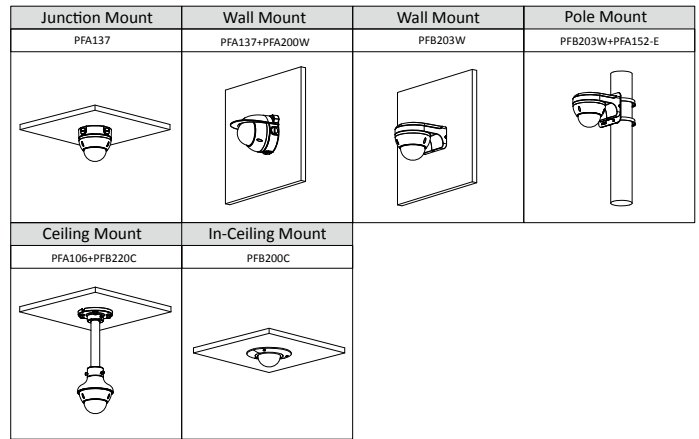 Junction Mount
Wall Mount
Wall Mount
Pole Mount
PFA137
PFA137+PFA200W
PFB203W
PFB203W+PFA152-E
Ceiling Mount
In-Ceiling Mount
PFA106+PFB220C
PFB200C